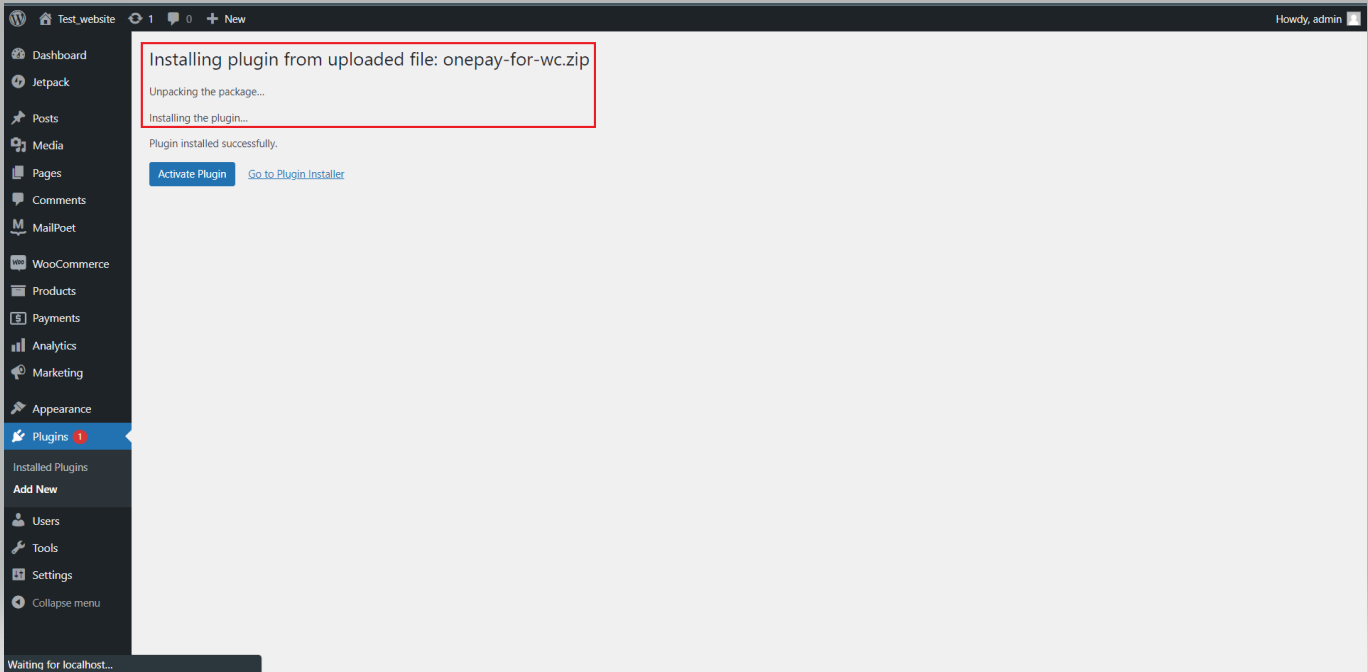 Test_website 1 0 New Howdy, admin
Dashboard
Jetpack
Posts
Media
Pages
Comments
MailPoet
WooCommerce
Products
Payments
Analytics
Marketing
Appearance
Plugins 1
Installed Plugins
Add New
Users
Tools
Settings
Collapse menu
Waiting for localhost...
Installing plugin from uploaded file: onepay-for-wc.zip
Unpacking the package…
Installing the plugin…
Plugin installed successfully.
Activate Plugin Go to Plugin Installer